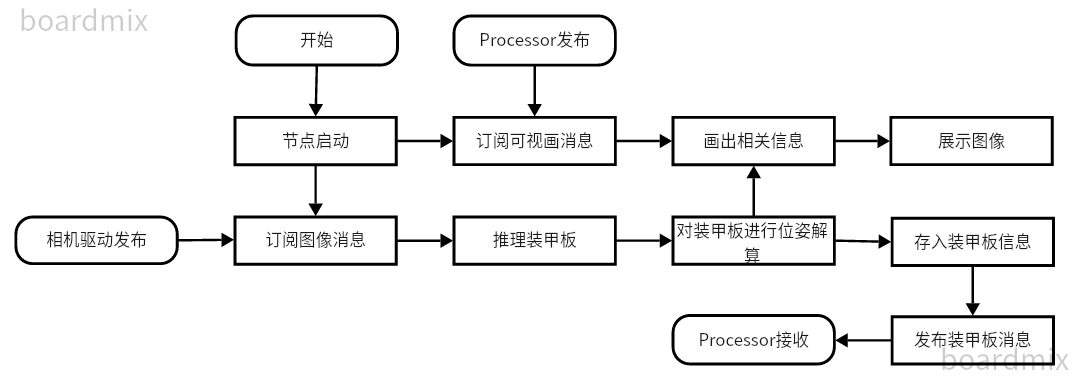 boardmix
开始
Processor发布
节点启动
订阅可视画消息
画出相关信息
展示图像
相机驱动发布
订阅图像消息
推理装甲板
对装甲板进行位姿解
算
存入装甲板信息
Processor接收
发布装甲板消息
boardmix